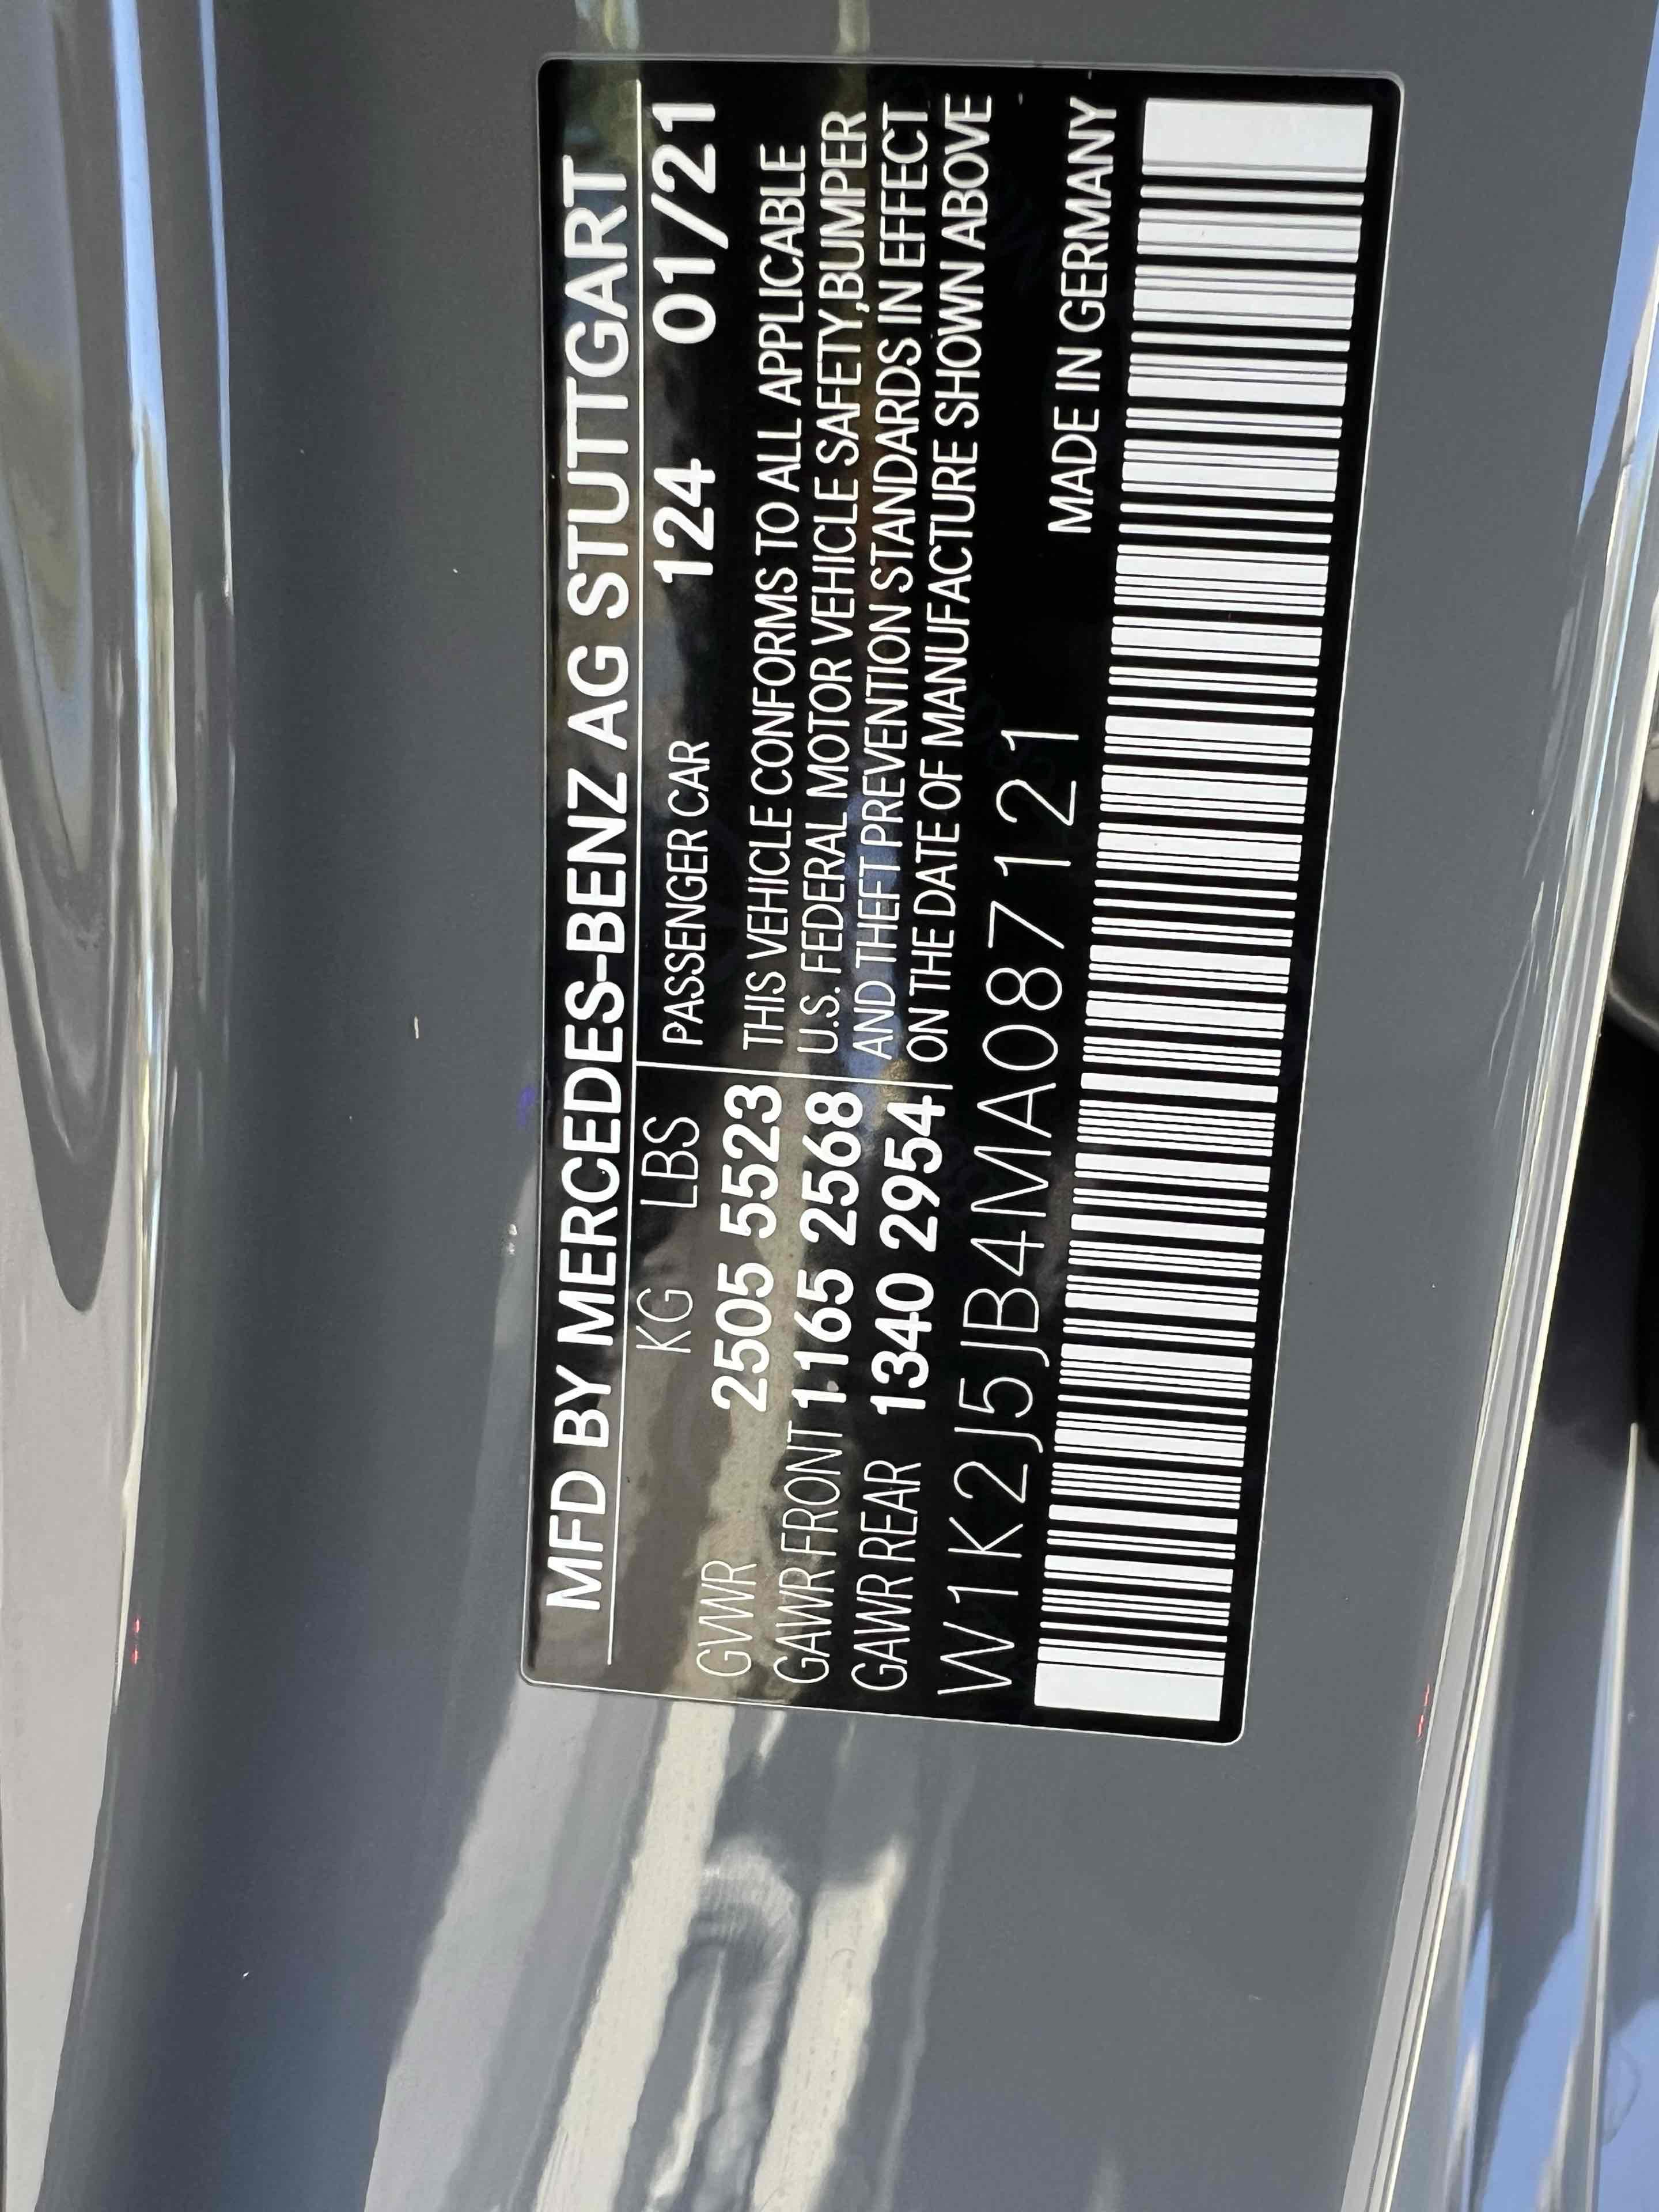 MFD BY MERCEDES-BENZ AG STUTTGART
KG LBS PASSENGER CAR 124 01/21
GVWR 2505 5523 THIS VEHICLE CONFORMS TO ALL APPLICABLE
GAWR FRONT 1165 2568 U.S. FEDERAL MOTOR VEHICLE SAFETY,BUMPER
GAWR REAR 1340 2954 AND THEFT PREVENTION STANDARDS IN EFFECT
ON THE DATE OF MANUFACTURE SHOWN ABOVE
W1K2J5JB4MA087121
MADE IN GERMANY